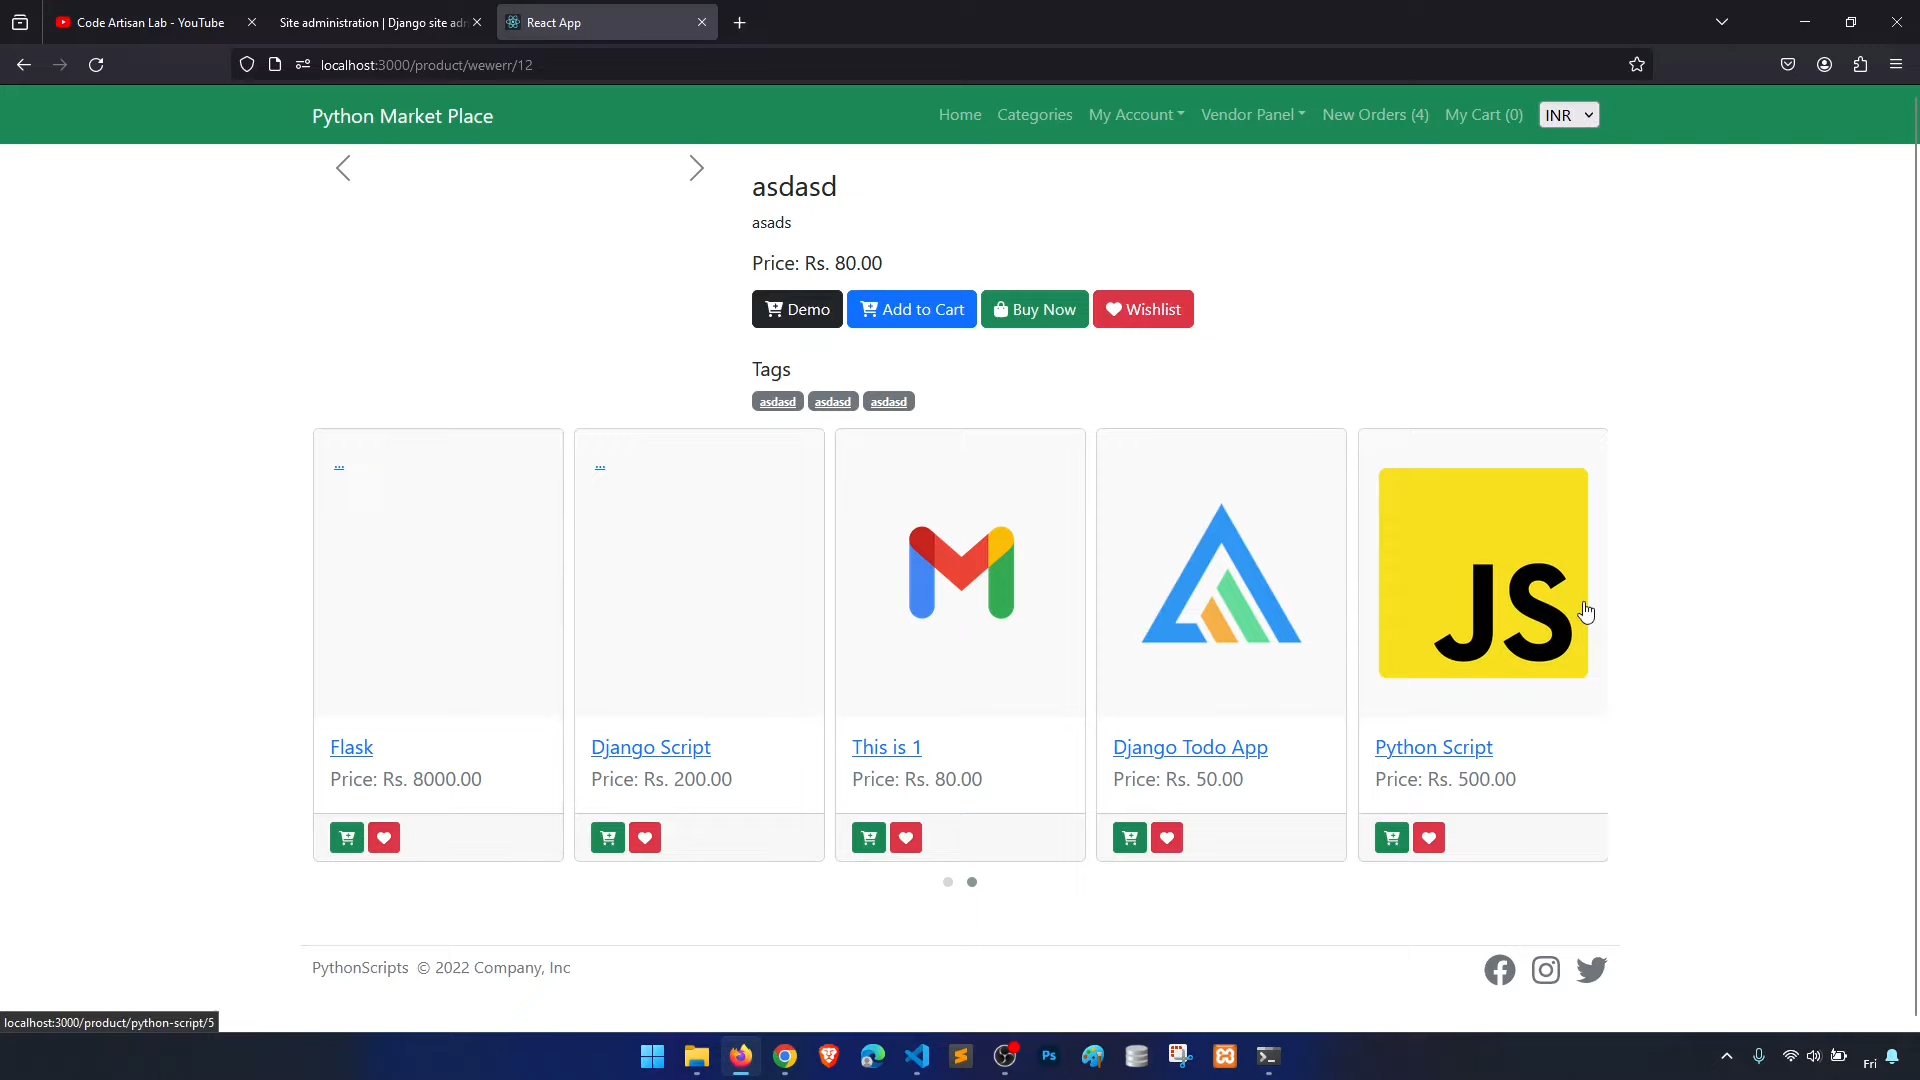 Code Artisan Lab - YouTube
Site administration | Django site adm
React App
localhost:3000/product/wewerr/12
Python Market Place
Home
Categories
My Account
Vendor Panel
New Orders (4)
My Cart (0)
INR
asdasd
asads
Price: Rs. 80.00
Demo
Add to Cart
Buy Now
Wishlist
Tags
asdasd
asdasd
asdasd
...
...
JS
Flask
Django Script
This is 1
Django Todo App
Python Script
Price: Rs. 8000.00
Price: Rs. 200.00
Price: Rs. 80.00
Price: Rs. 50.00
Price: Rs. 500.00
PythonScripts © 2022 Company, Inc
localhost:3000/product/python-script/5
Ps
Fri